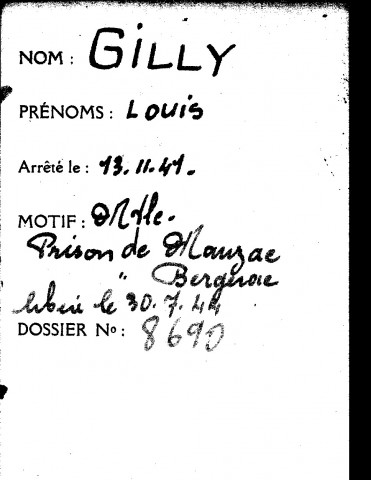 NOM : GILLY
PRÉNOMS : LOUIS
Arrêté le : 13.11.41.
MOTIF :
Prison de Mauzac
" Bergerac
libéré le 30.7.44
DOSSIER No : 8690